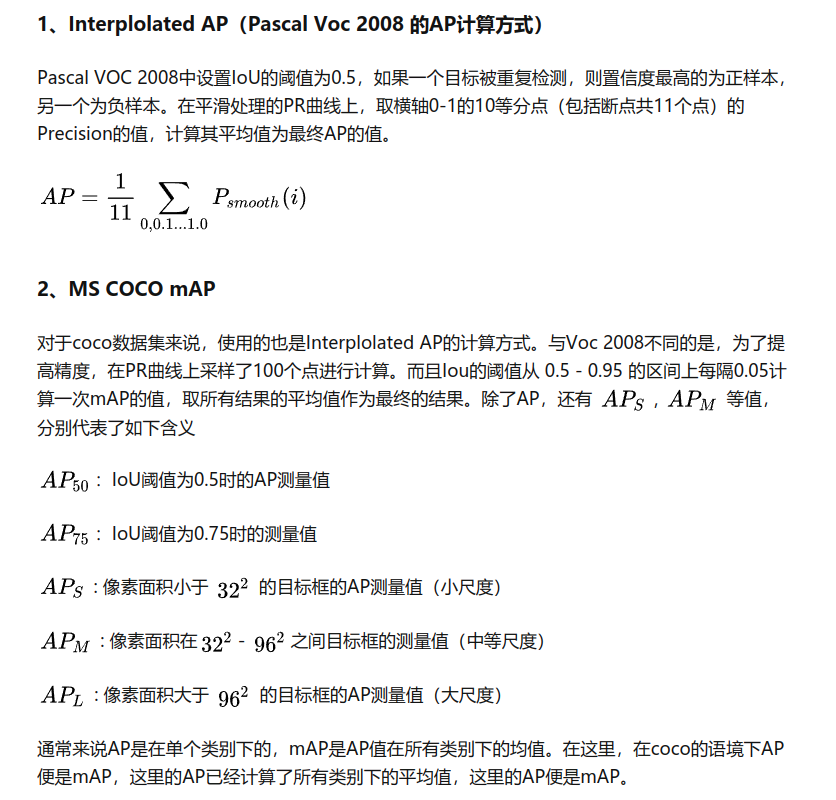 1、Interplolated AP（Pascal Voc 2008 的AP计算方式）
Pascal VOC 2008中设置IoU的阈值为0.5，如果一个目标被重复检测，则置信度最高的为正样本，
另一个为负样本。在平滑处理的PR曲线上，取横轴0-1的10等分点（包括断点共11个点）的
Precision的值，计算其平均值为最终AP的值。
$AP = \frac{1}{11} \sum_{0,0.1...1.0} P_{smooth}(i)$
2、MS COCO mAP
对于coco数据集来说，使用的也是Interplolated AP的计算方式。与Voc 2008不同的是，为了提
高精度，在PR曲线上采样了100个点进行计算。而且Iou的阈值从 0.5 - 0.95 的区间上每隔0.05计
算一次mAP的值，取所有结果的平均值作为最终的结果。除了AP，还有 $AP_S$ ，$AP_M$ 等值，
分别代表了如下含义
$AP_{50}$ ：IoU阈值为0.5时的AP测量值
$AP_{75}$ ：IoU阈值为0.75时的测量值
$AP_S$ : 像素面积小于 $32^2$ 的目标框的AP测量值（小尺度）
$AP_M$ : 像素面积在 $32^2$ - $96^2$ 之间目标框的测量值（中等尺度）
$AP_L$ : 像素面积大于 $96^2$ 的目标框的AP测量值（大尺度）
通常来说AP是在单个类别下的，mAP是AP值在所有类别下的均值。在这里，在coco的语境下AP
便是mAP，这里的AP已经计算了所有类别下的平均值，这里的AP便是mAP。